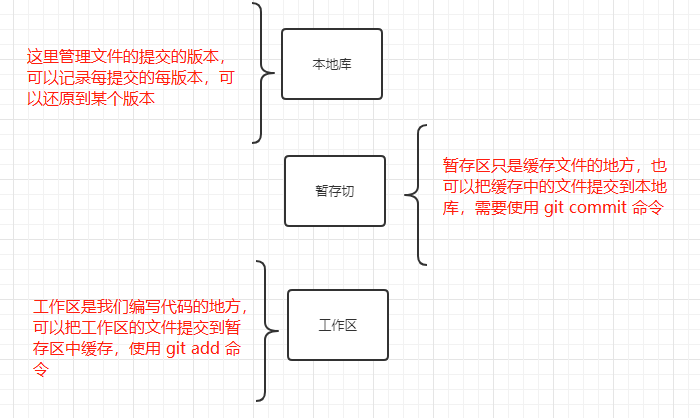 这里管理文件的提交的版本，
可以记录每提交的每版本，可
以还原到某个版本
本地库
暂存切
暂存区只是缓存文件的地方，也
可以把缓存中的文件提交到本地
库，需要使用 git commit 命令
工作区是我们编写代码的地方，
可以把工作区的文件提交到暂
存区中缓存，使用 git add 命
令
工作区